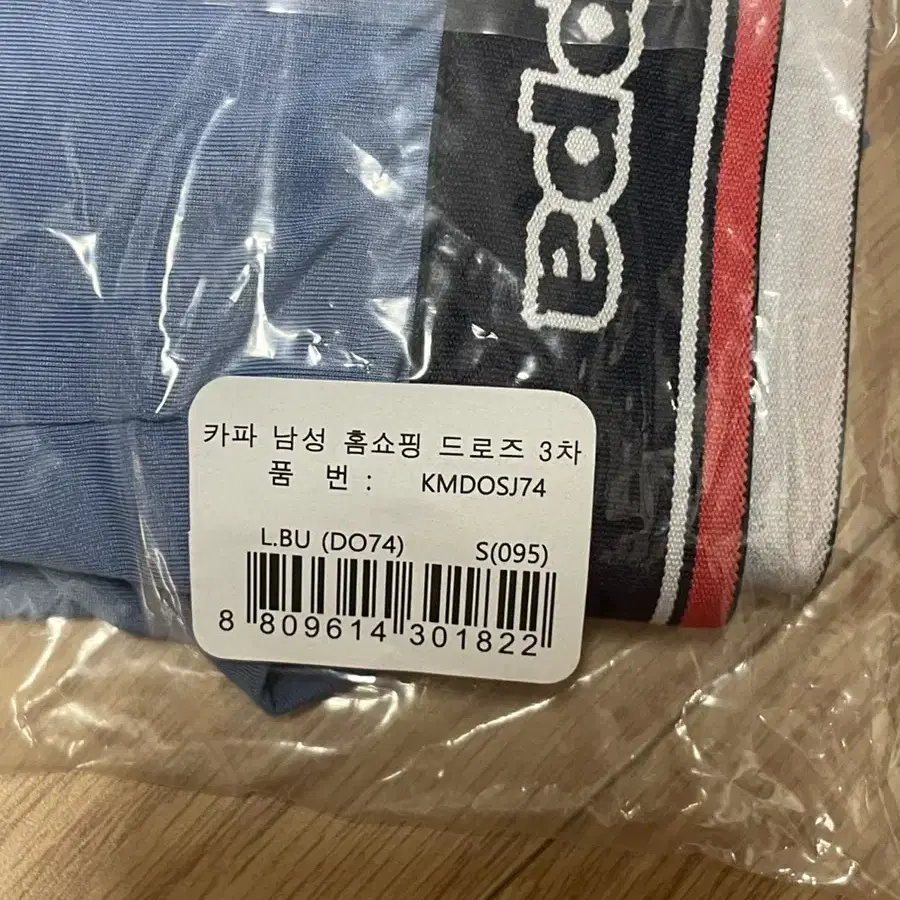 ppa
카파 남성 홈쇼핑 드로즈 3차
품 번 : KMDOSJ74
L.BU (DO74) S(095)
8 809614 301822